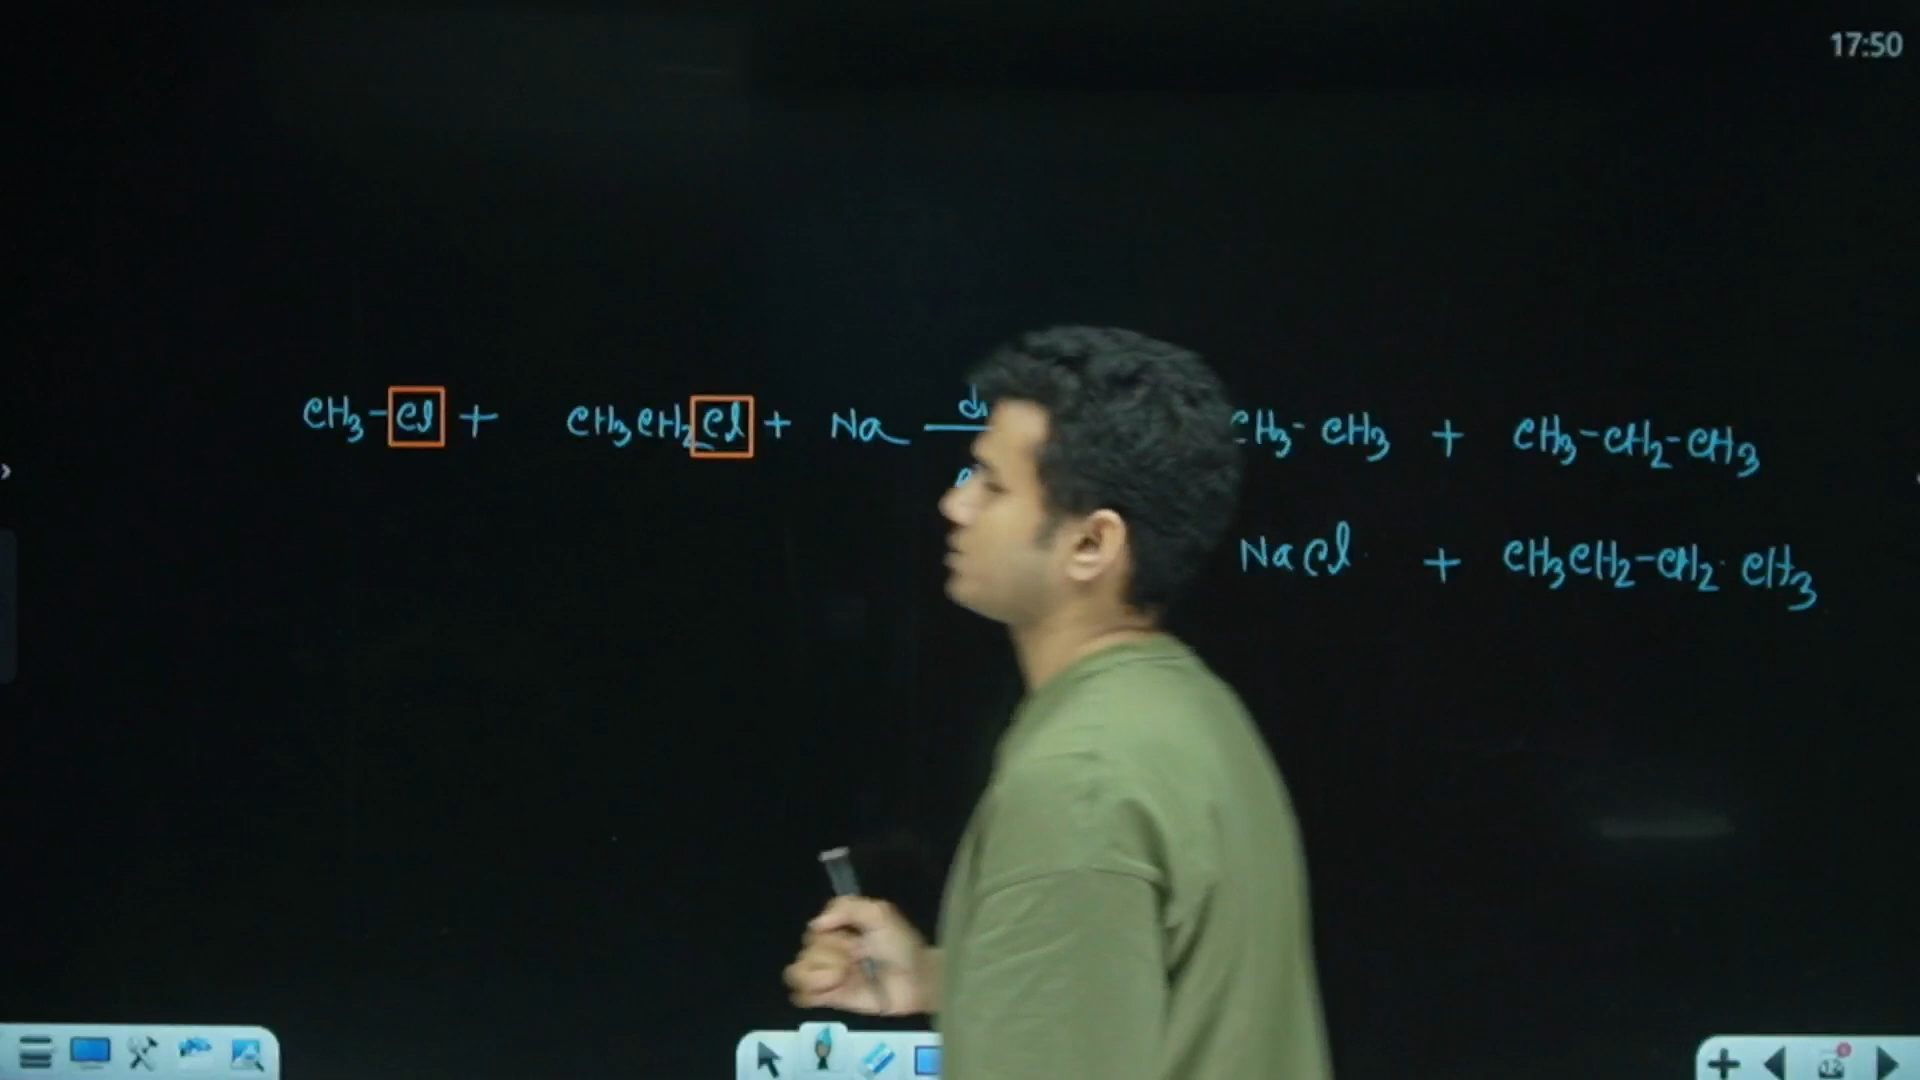 17:50
CH3-Cl + CH3CH2Cl + Na CH3-CH3 + CH3-CH2-CH3
NaCl + CH3CH2-CH2 CH3